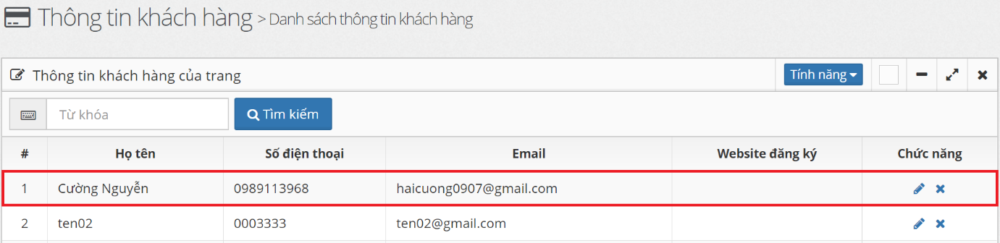 Thông tin khách hàng > Danh sách thông tin khách hàng
Thông tin khách hàng của trang Tính năng
Từ khóa Tìm kiếm
# Họ tên Số điện thoại Email Website đăng ký Chức năng
1 Cường Nguyễn 0989113968 haicuong0907@gmail.com
2 ten02 0003333 ten02@gmail.com